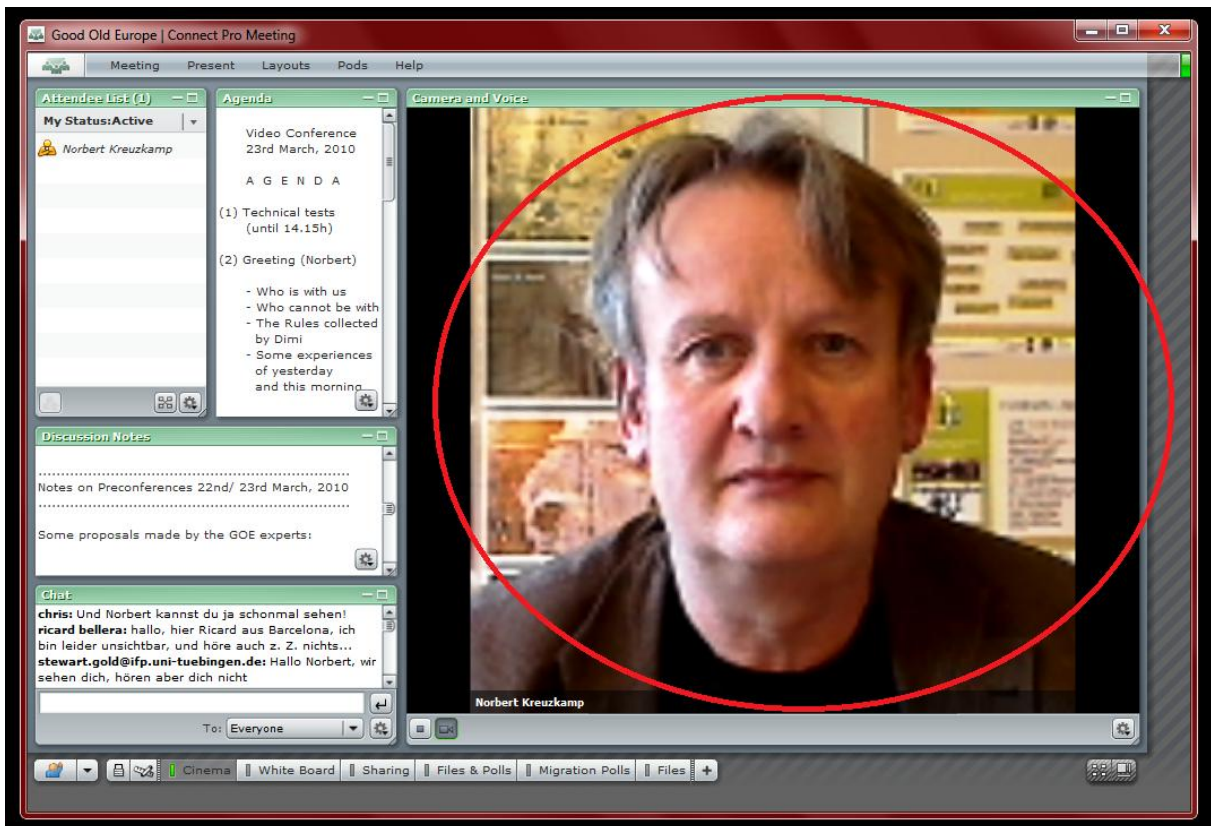 Good Old Europe | Connect Pro Meeting
Meeting Present Layouts Pods Help
Attendee List (1)
My Status:Active
Norbert Kreuzkamp
Agenda
Video Conference
23rd March, 2010
A G E N D A
(1) Technical tests
(until 14.15h)
(2) Greeting (Norbert)
- Who is with us
- Who cannot be with
- The Rules collected
by Dimi
- Some experiences
of yesterday
and this morning
Discussion Notes
Notes on Preconferences 22nd/ 23rd March, 2010
Some proposals made by the GOE experts:
Chat
chris: Und Norbert kannst du ja schonmal sehen!
ricard bellera: hallo, hier Ricard aus Barcelona, ich
bin leider unsichtbar, und höre auch z. Z. nichts...
stewart.gold@ifp.uni-tuebingen.de: Hallo Norbert, wir
sehen dich, hören aber dich
nicht
To: Everyone
Camera and Voice
Norbert Kreuzkamp
Cinema White Board Sharing Files & Polls Migration Polls Files +